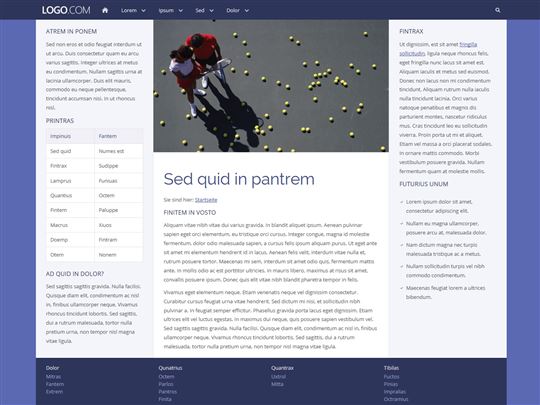 LOGO.COM Lorem Ipsum Sed Dolor
ATREM IN PONEM
Sed non eros et odio feugiat interdum ut
ut arcu. Duis consectetur quam eu arcu
varius sagittis. Integer ultrices at metus
eu condimentum. Nullam sagittis urna at
lacinia ullamcorper. Duis elit mauris,
commodo eu neque pellentesque,
tincidunt accumsan nisl. In ut rhoncus
nisl.
PRINTRAS
Impinuis Fantem
Sed quid Numes est
Fintrax Sudippe
Lamprus Funiuas
Quantius Octem
Fintem Paluppe
Macrus Xiuos
Doemp Fintram
Otem Nonem
AD QUID IN DOLOR?
Sed sagittis sagittis gravida. Nulla facilisi.
Quisque diam elit, condimentum ac nisl
in, finibus ullamcorper neque. Vivamus
rhoncus tincidunt lobortis. Sed sagittis,
dui a rutrum malesuada, tortor nulla
pretium urna, non tempor nisl magna
vitae ligula.
Sed quid in pantrem
Sie sind hier: Startseite
FINITEM IN VOSTO
Aliquam vitae nibh vitae dui varius gravida. In blandit aliquet ipsum. Aenean pulvinar
sapien eget orci elementum, eu tristique orci cursus. Integer congue, magna id molestie
fermentum, dolor odio malesuada sapien, a cursus felis ipsum aliquam purus. Ut eget ante
sit amet mi elementum hendrerit id in lacus. Aenean felis velit, interdum vitae nulla et,
rutrum posuere tortor. Maecenas mi sem, interdum sit amet odio quis, fermentum mattis
ante. In mollis odio ac est porttitor ultricies. In mauris libero, maximus at risus sit amet,
convallis posuere ipsum. Donec quis elit vitae nibh blandit pharetra tempor in felis.
Vivamus eget elementum neque. Etiam venenatis neque vel dignissim consectetur.
Curabitur cursus feugiat urna vitae hendrerit. Sed dictum mi nisi, et sollicitudin nibh
pulvinar a. In feugiat semper efficitur. Phasellus gravida porta lacus eget dignissim. Etiam
ultrices elit vel luctus egestas. In maximus dui neque, quis posuere sapien vestibulum vel.
Sed sagittis sagittis gravida. Nulla facilisi. Quisque diam elit, condimentum ac nisl in, finibus
ullamcorper neque. Vivamus rhoncus tincidunt lobortis. Sed sagittis, dui a rutrum malesuada,
tortor nulla pretium urna, non tempor nisl magna vitae ligula.
FINTRAX
Ut dignissim, est sit amet fringilla
sollicitudin, ligula neque rhoncus felis,
eget fringilla nunc lacus sit amet est.
Aliquam iaculis et metus sed euismod.
Donec non lacus non mi condimentum
tincidunt. Aliquam rutrum nulla iaculis
nulla tincidunt lacinia. Orci varius
natoque penatibus et magnis dis
parturient montes, nascetur ridiculus
mus. Cras tincidunt leo eu sollicitudin
viverra. Proin porta ut mi et aliquet.
Etiam vel massa a orci placerat sodales,
in ornare mattis commodo. Morbi
vestibulum posuere gravida. Nullam
fermentum quam at molestie mollis.
FUTURIUS UNUM
Lorem ipsum dolor sit amet,
consectetur adipiscing elit.
Nullam eu magna ullamcorper,
posuere arcu at, malesuada dolor.
Nam dictum magna nec turpis
malesuada tristique ac a metus.
Nullam sollicitudin turpis vel nibh
commodo condimentum.
Maecenas feugiat lorem a ultrices
bibendum.
Dolor Qunatrius Quantrax Tibilas
Mitras Octem Uxtrol Fuctos
Fantem Parlos Mitta Pinias
Extrem Pantrios Impralias
Finita Octimas